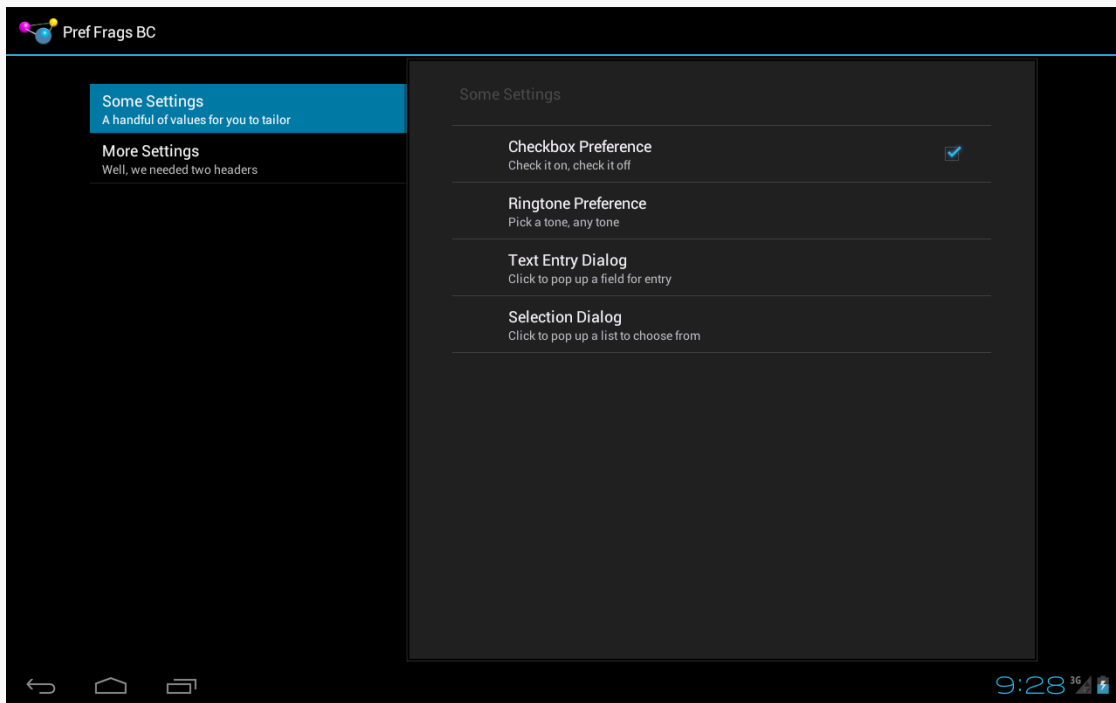 Pref Frags BC
Some Settings
A handful of values for you to tailor
More Settings
Well, we needed two headers
Some Settings
Checkbox Preference
Check it on, check it off
Ringtone Preference
Pick a tone, any tone
Text Entry Dialog
Click to pop up a field for entry
Selection Dialog
Click to pop up a list to choose from
9:28 3G